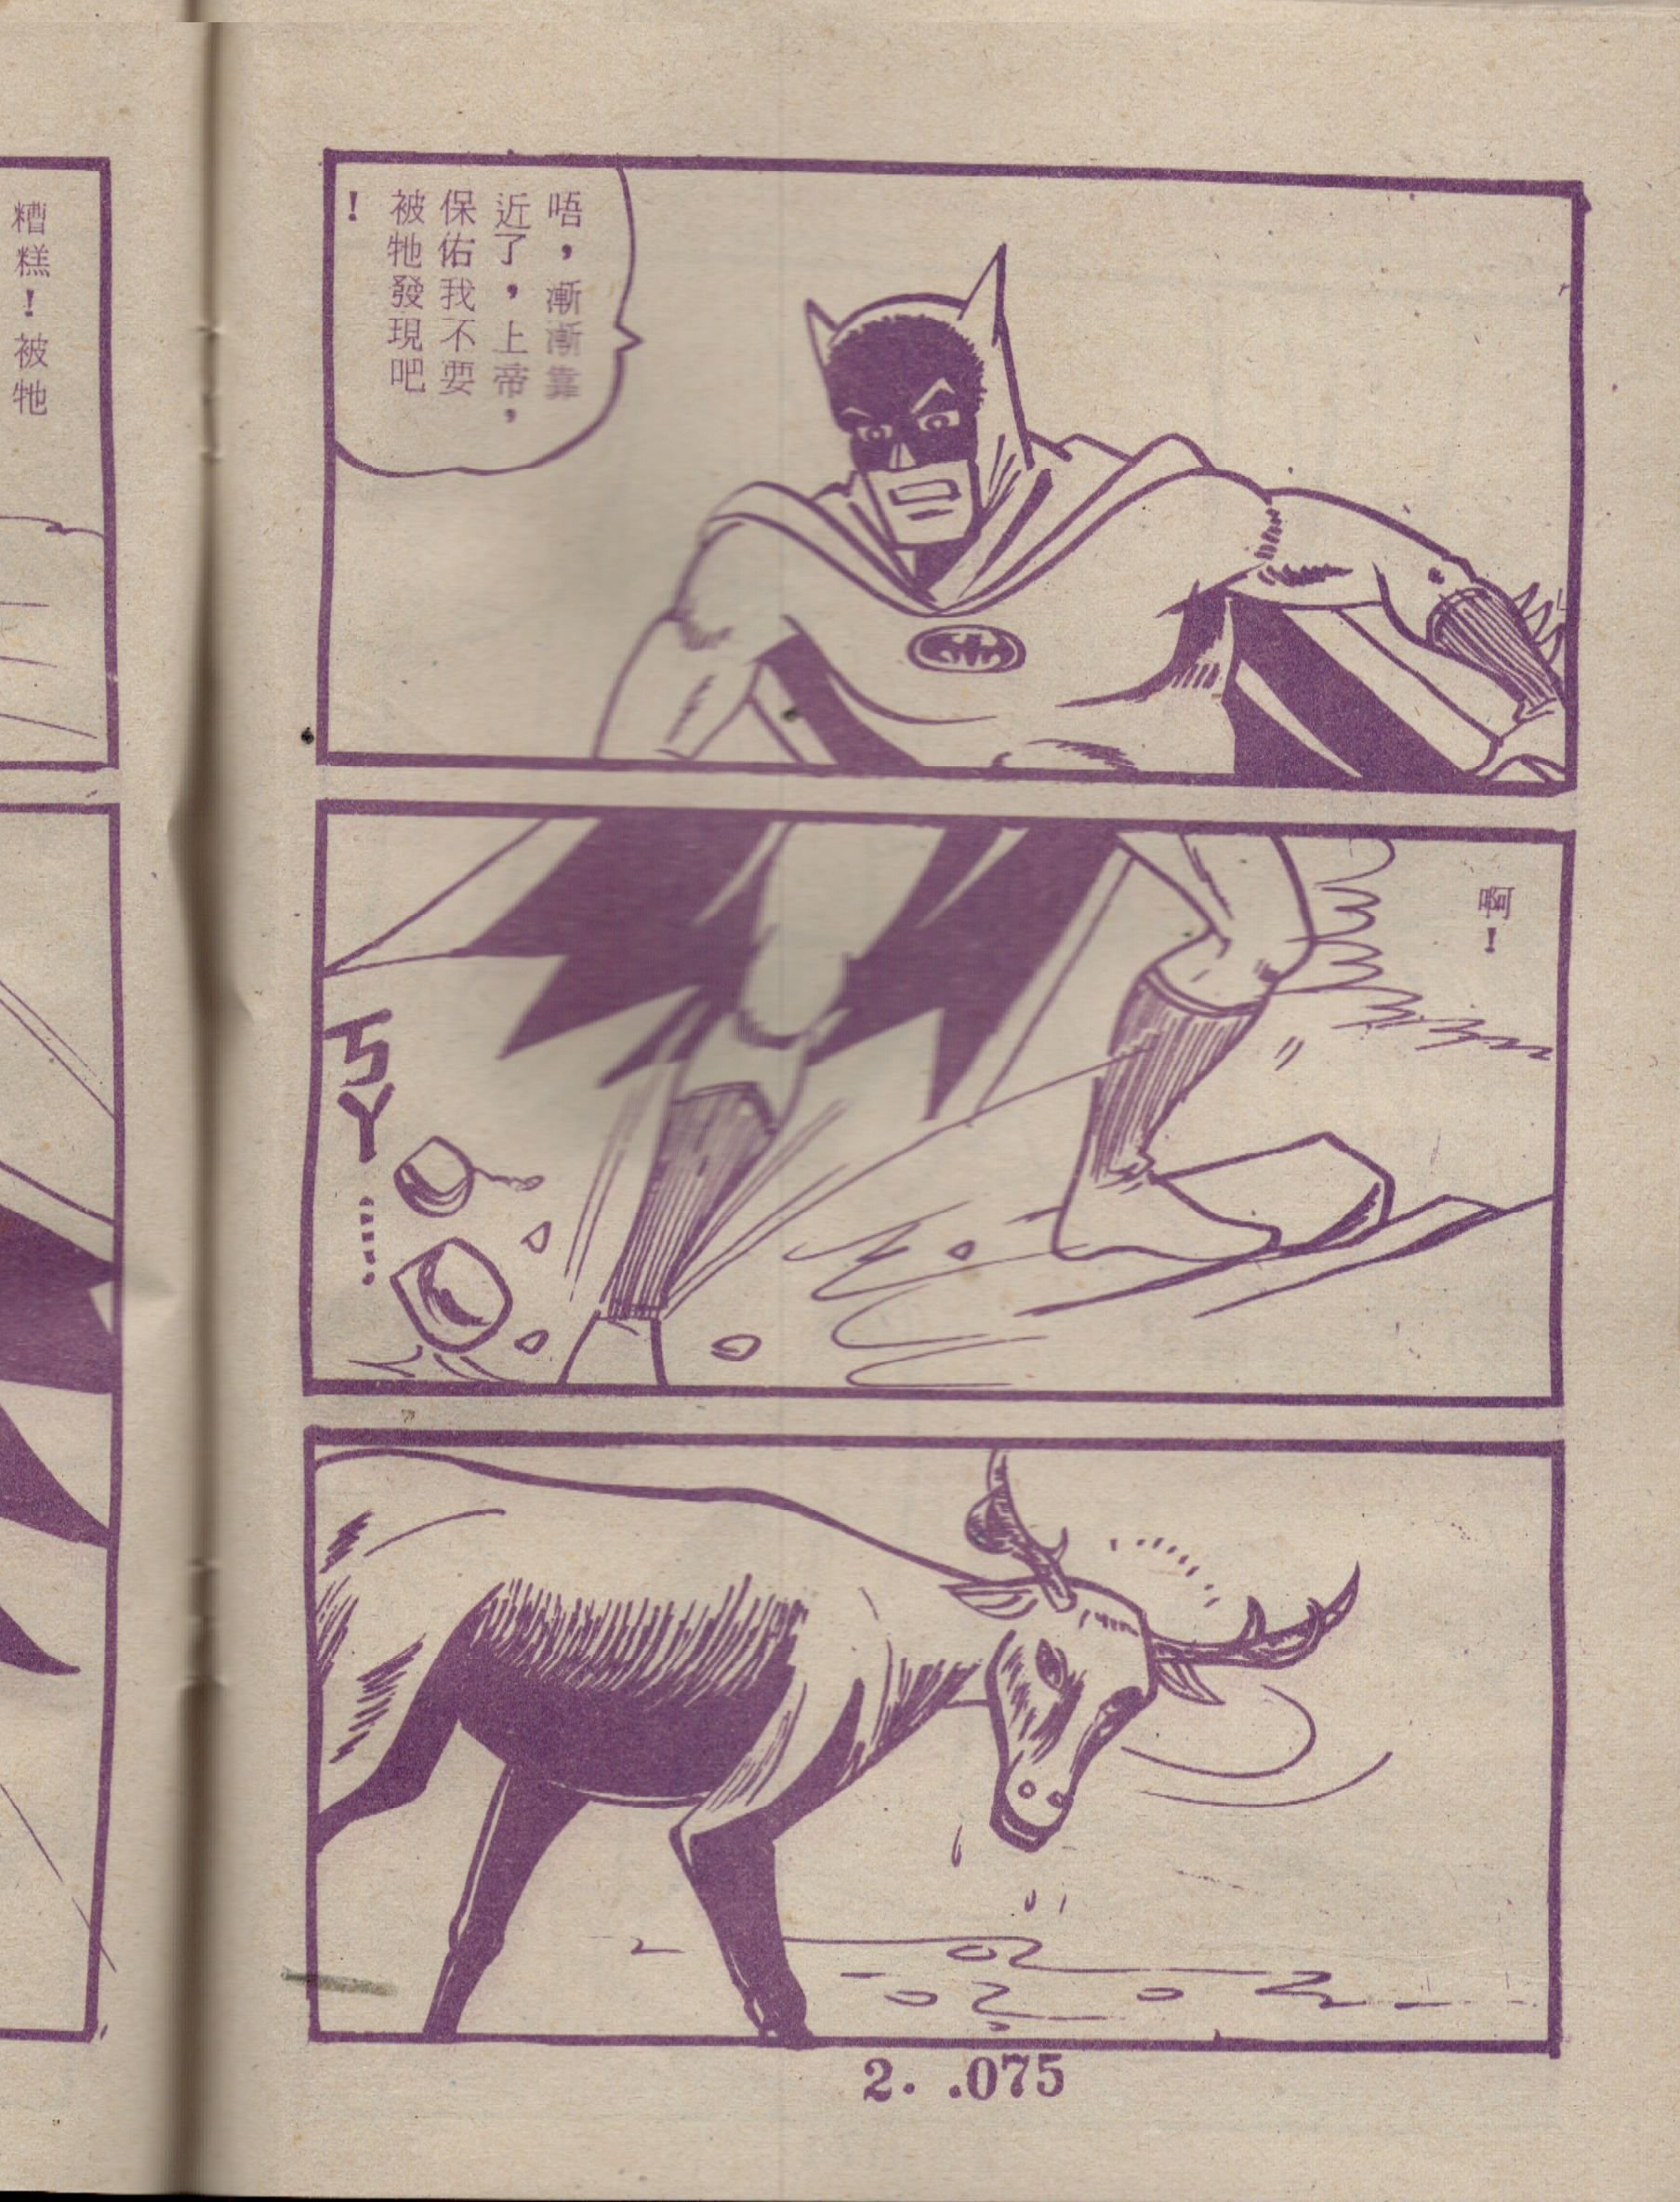 唔，漸漸靠
近了，上帝，
保佑我不要
被牠發現吧
！
ㄎㄚ……
2. .075
糟糕！被牠